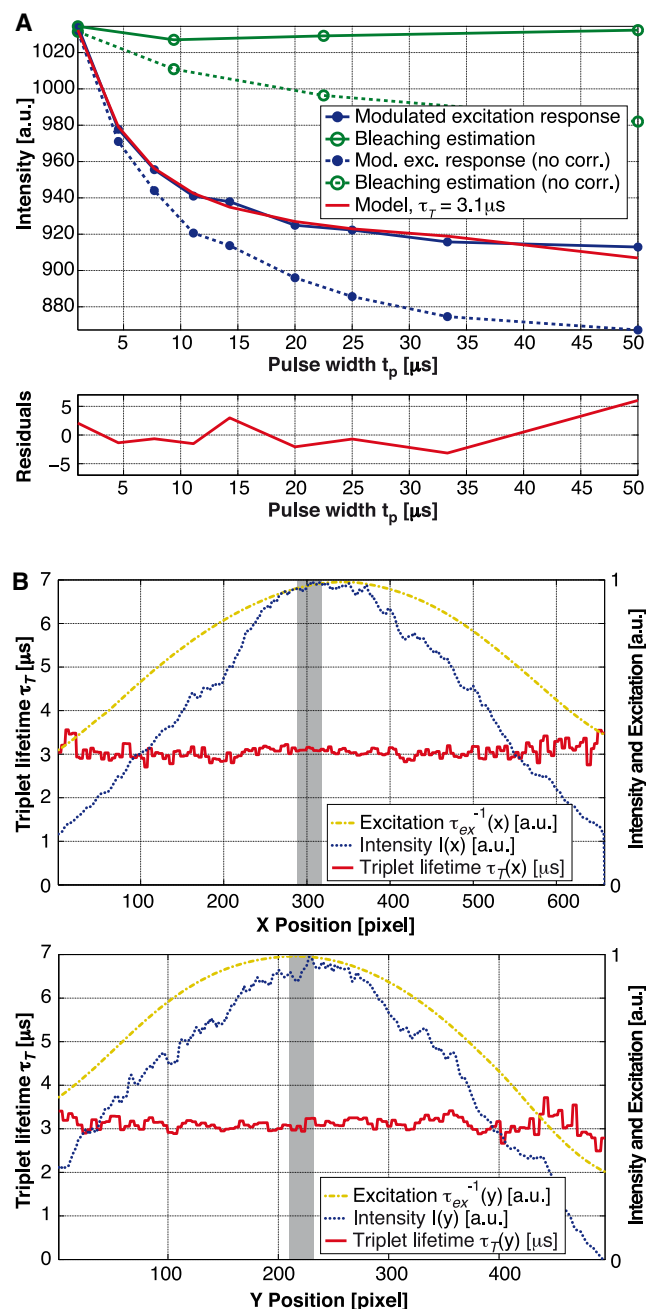 A
1020
1000
980
960
940
920
900
880
Intensity [a.u.]
Modulated excitation response
Bleaching estimation
Mod. exc. response (no corr.)
Bleaching estimation (no corr.)
Model, τT = 3.1μs
5 10 15 20 25 30 35 40 45 50
Pulse width tp [μs]
5
0
−5
Residuals
5 10 15 20 25 30 35 40 45 50
Pulse width tp [μs]
B
7
6
5
4
3
2
1
0
Triplet lifetime τT [μs]
1
0
Intensity and Excitation [a.u.]
Excitation τex-1(x) [a.u.]
Intensity I(x) [a.u.]
Triplet lifetime τT(x) [μs]
0 100 200 300 400 500 600
X Position [pixel]
7
6
5
4
3
2
1
0
Triplet lifetime τT [μs]
1
0
Intensity and Excitation [a.u.]
Excitation τex-1(y) [a.u.]
Intensity I(y) [a.u.]
Triplet lifetime τT(y) [μs]
0 100 200 300 400
Y Position [pixel]